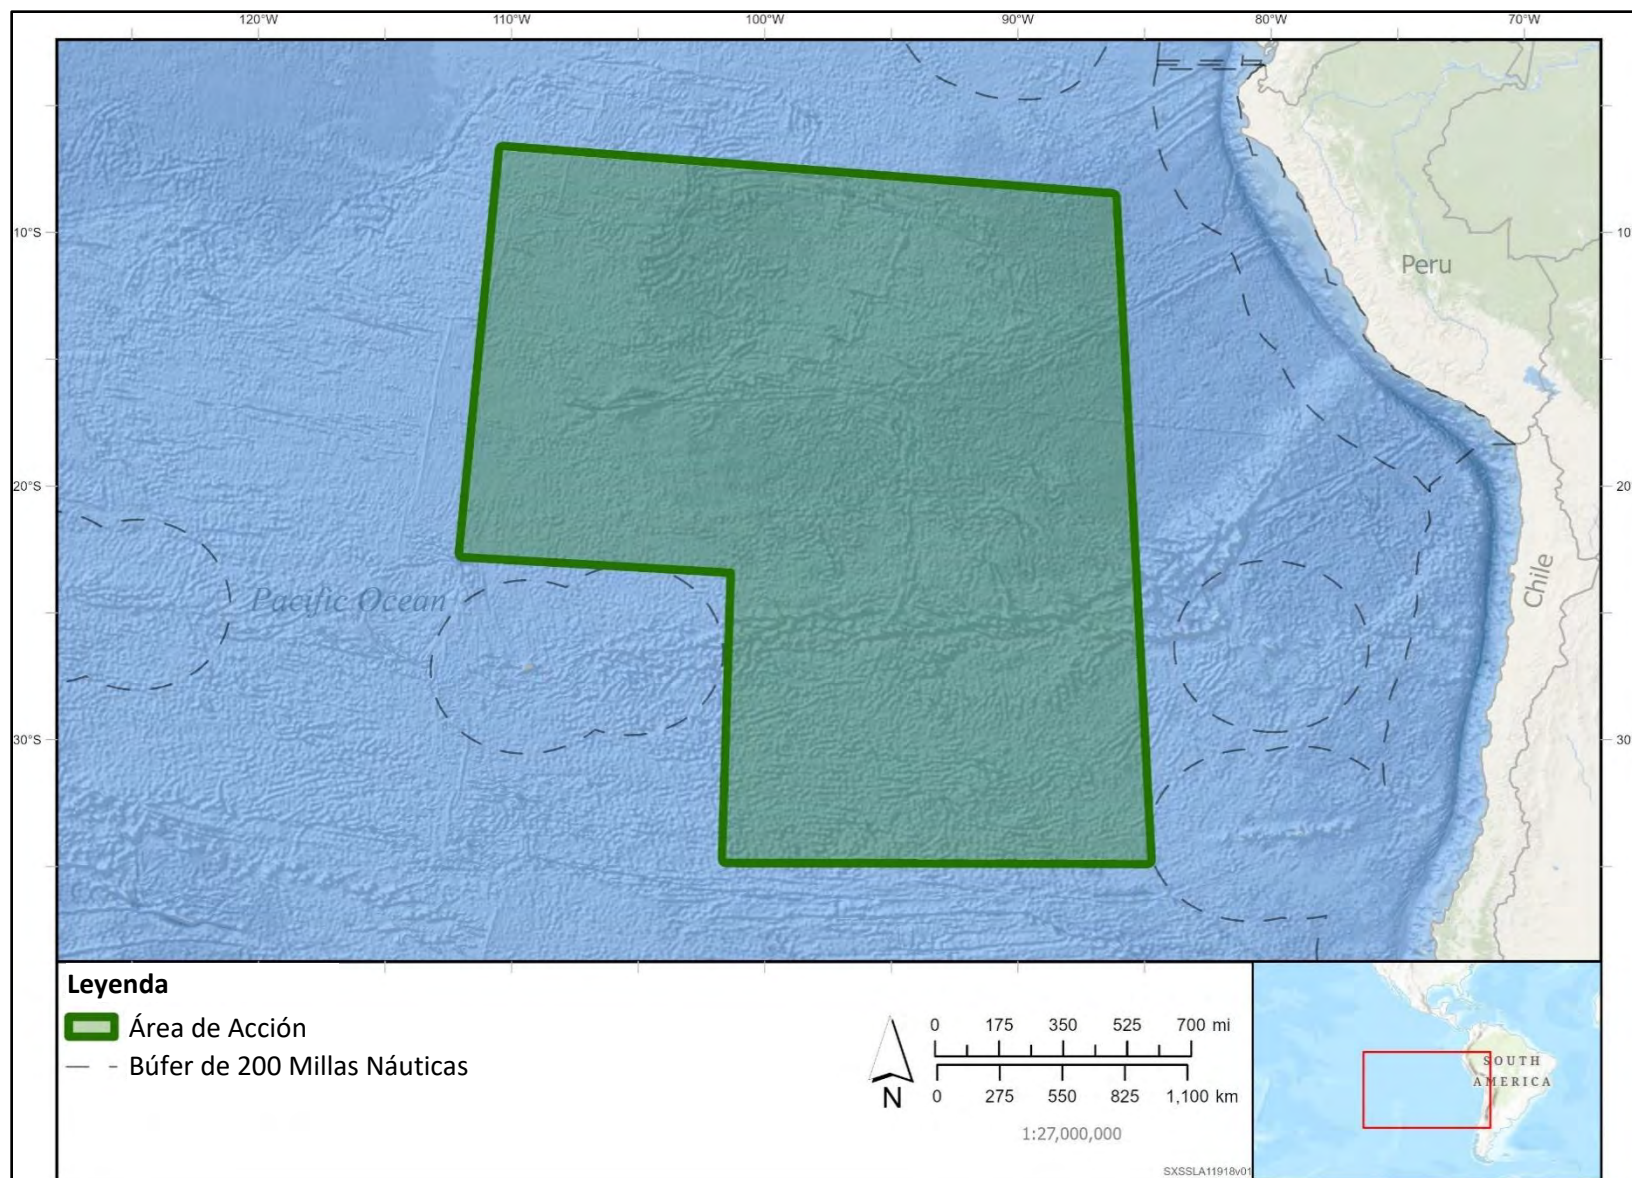 120°W 110°W 100°W 90°W 80°W 70°W
10°S 10°
Peru
20°S 20°
Chile
Pacific Ocean
30°S 30°
Leyenda
Área de Acción
Búfer de 200 Millas Náuticas
N
0 175 350 525 700 mi
0 275 550 825 1,100 km
1:27,000,000
SXSSLA11918v01
SOUTH
AMERICA